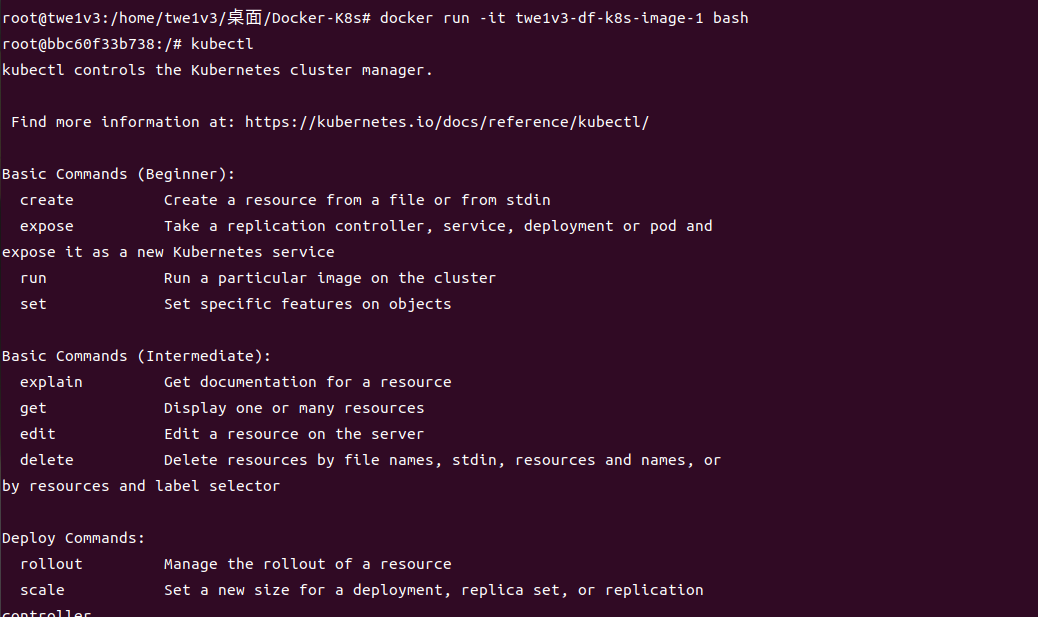 root@twe1v3:/home/twe1v3/桌面/Docker-K8s# docker run -it twe1v3-df-k8s-image-1 bash
root@bbc60f33b738:/# kubectl
kubectl controls the Kubernetes cluster manager.
Find more information at: https://kubernetes.io/docs/reference/kubectl/
Basic Commands (Beginner):
create Create a resource from a file or from stdin
expose Take a replication controller, service, deployment or pod and
expose it as a new Kubernetes service
run Run a particular image on the cluster
set Set specific features on objects
Basic Commands (Intermediate):
explain Get documentation for a resource
get Display one or many resources
edit Edit a resource on the server
delete Delete resources by file names, stdin, resources and names, or
by resources and label selector
Deploy Commands:
rollout Manage the rollout of a resource
scale Set a new size for a deployment, replica set, or replication
controller